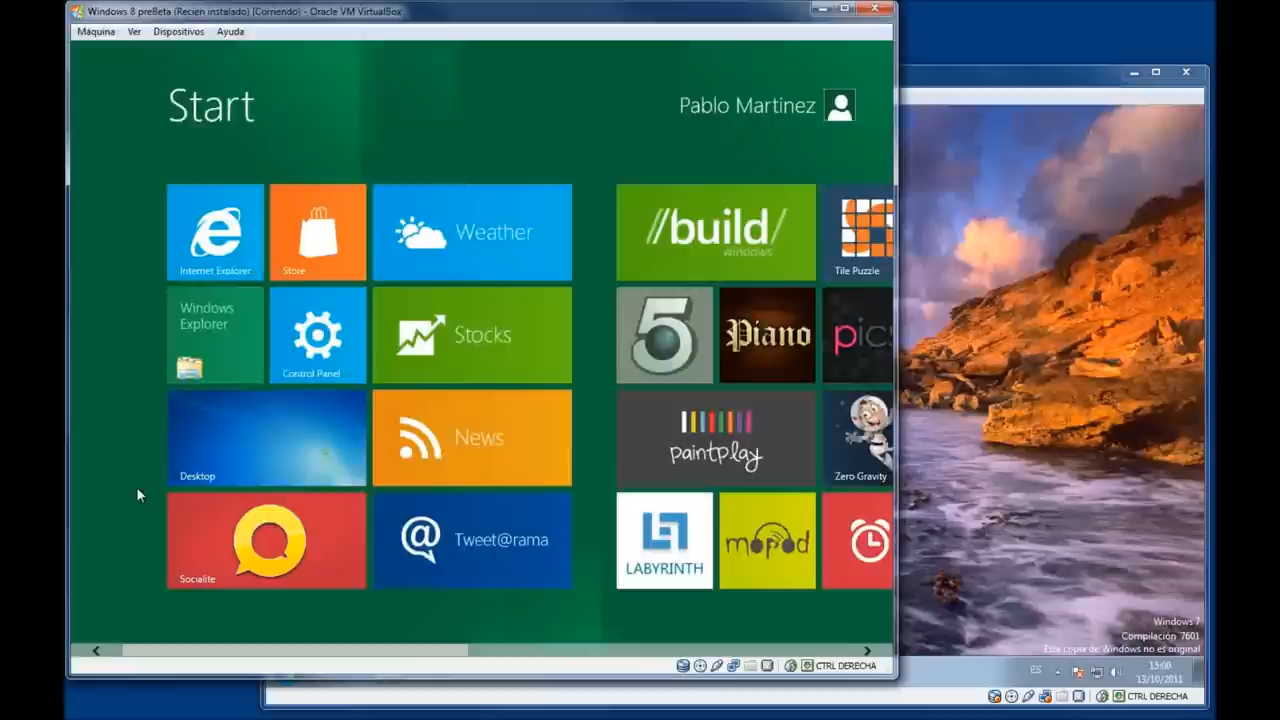 Windows 8 preBeta (Recien instalado) [Corriendo] - Oracle VM VirtualBox
Máquina Ver Dispositivos Ayuda
Start
Pablo Martinez
Internet Explorer
Store
Weather
//build/
windows
Tile Puzzle
Windows
Explorer
Control Panel
Stocks
5
Piano
pic
Desktop
News
paintplay
Zero Gravity
Socialite
Tweet@rama
LABYRINTH
mopod
CTRL DERECHA
Windows 7
Compilación 7601
Esta copia de Windows no es original
ES
15:00
13/10/2011
CTRL DERECHA